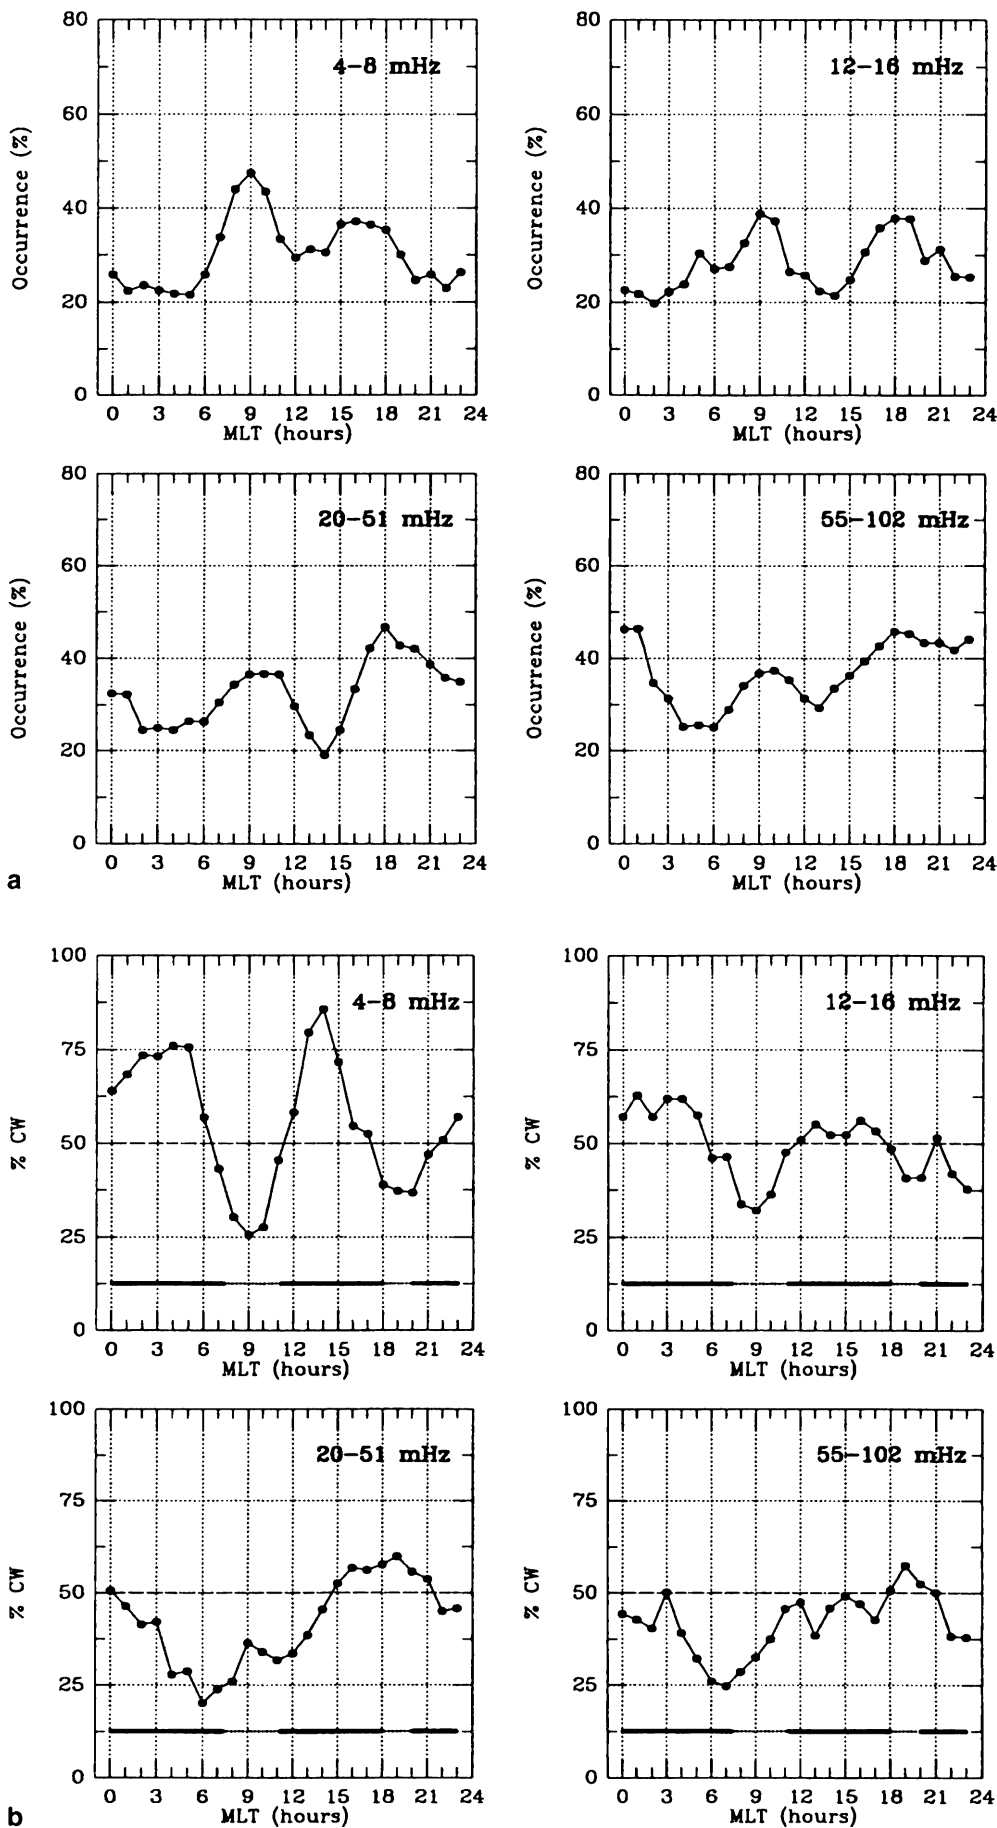 80
60
40
20
0
Occurrence (%)
4-8 mHz
0 3 6 9 12 15 18 21 24
MLT (hours)
80
60
40
20
0
Occurrence (%)
12-16 mHz
0 3 6 9 12 15 18 21 24
MLT (hours)
80
60
40
20
0
Occurrence (%)
20-51 mHz
0 3 6 9 12 15 18 21 24
MLT (hours)
80
60
40
20
0
Occurrence (%)
55-102 mHz
0 3 6 9 12 15 18 21 24
MLT (hours)
a
100
75
50
25
0
% CW
4-8 mHz
0 3 6 9 12 15 18 21 24
MLT (hours)
100
75
50
25
0
% CW
12-16 mHz
0 3 6 9 12 15 18 21 24
MLT (hours)
100
75
50
25
0
% CW
20-51 mHz
0 3 6 9 12 15 18 21 24
MLT (hours)
100
75
50
25
0
% CW
55-102 mHz
0 3 6 9 12 15 18 21 24
MLT (hours)
b